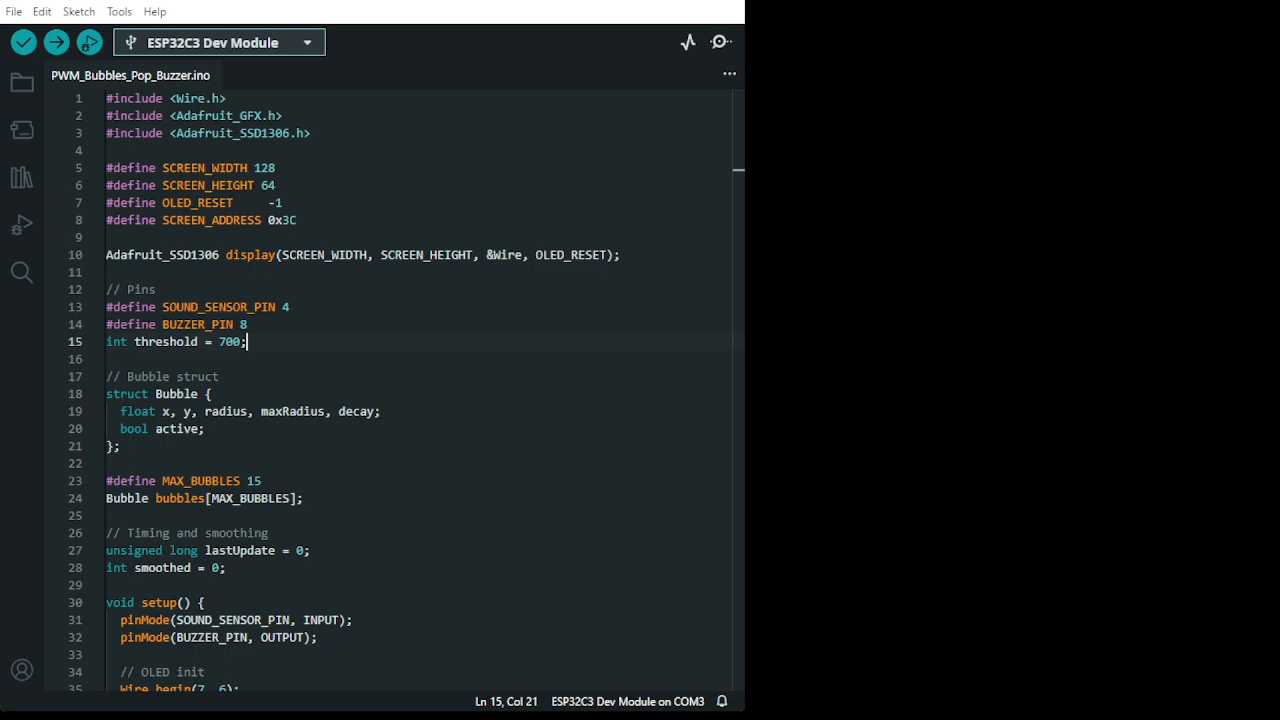 File Edit Sketch Tools Help
ESP32C3 Dev Module
PWM_Bubbles_Pop_Buzzer.ino
1 #include <Wire.h>
2 #include <Adafruit_GFX.h>
3 #include <Adafruit_SSD1306.h>
4
5 #define SCREEN_WIDTH 128
6 #define SCREEN_HEIGHT 64
7 #define OLED_RESET     -1
8 #define SCREEN_ADDRESS 0x3C
9
10 Adafruit_SSD1306 display(SCREEN_WIDTH, SCREEN_HEIGHT, &Wire, OLED_RESET);
11
12 // Pins
13 #define SOUND_SENSOR_PIN 4
14 #define BUZZER_PIN 8
15 int threshold = 700;
16
17 // Bubble struct
18 struct Bubble {
19   float x, y, radius, maxRadius, decay;
20   bool active;
21 };
22
23 #define MAX_BUBBLES 15
24 Bubble bubbles[MAX_BUBBLES];
25
26 // Timing and smoothing
27 unsigned long lastUpdate = 0;
28 int smoothed = 0;
29
30 void setup() {
31   pinMode(SOUND_SENSOR_PIN, INPUT);
32   pinMode(BUZZER_PIN, OUTPUT);
33
34   // OLED init
35   Wire.begin(7, 6);
Ln 15, Col 21 ESP32C3 Dev Module on COM3